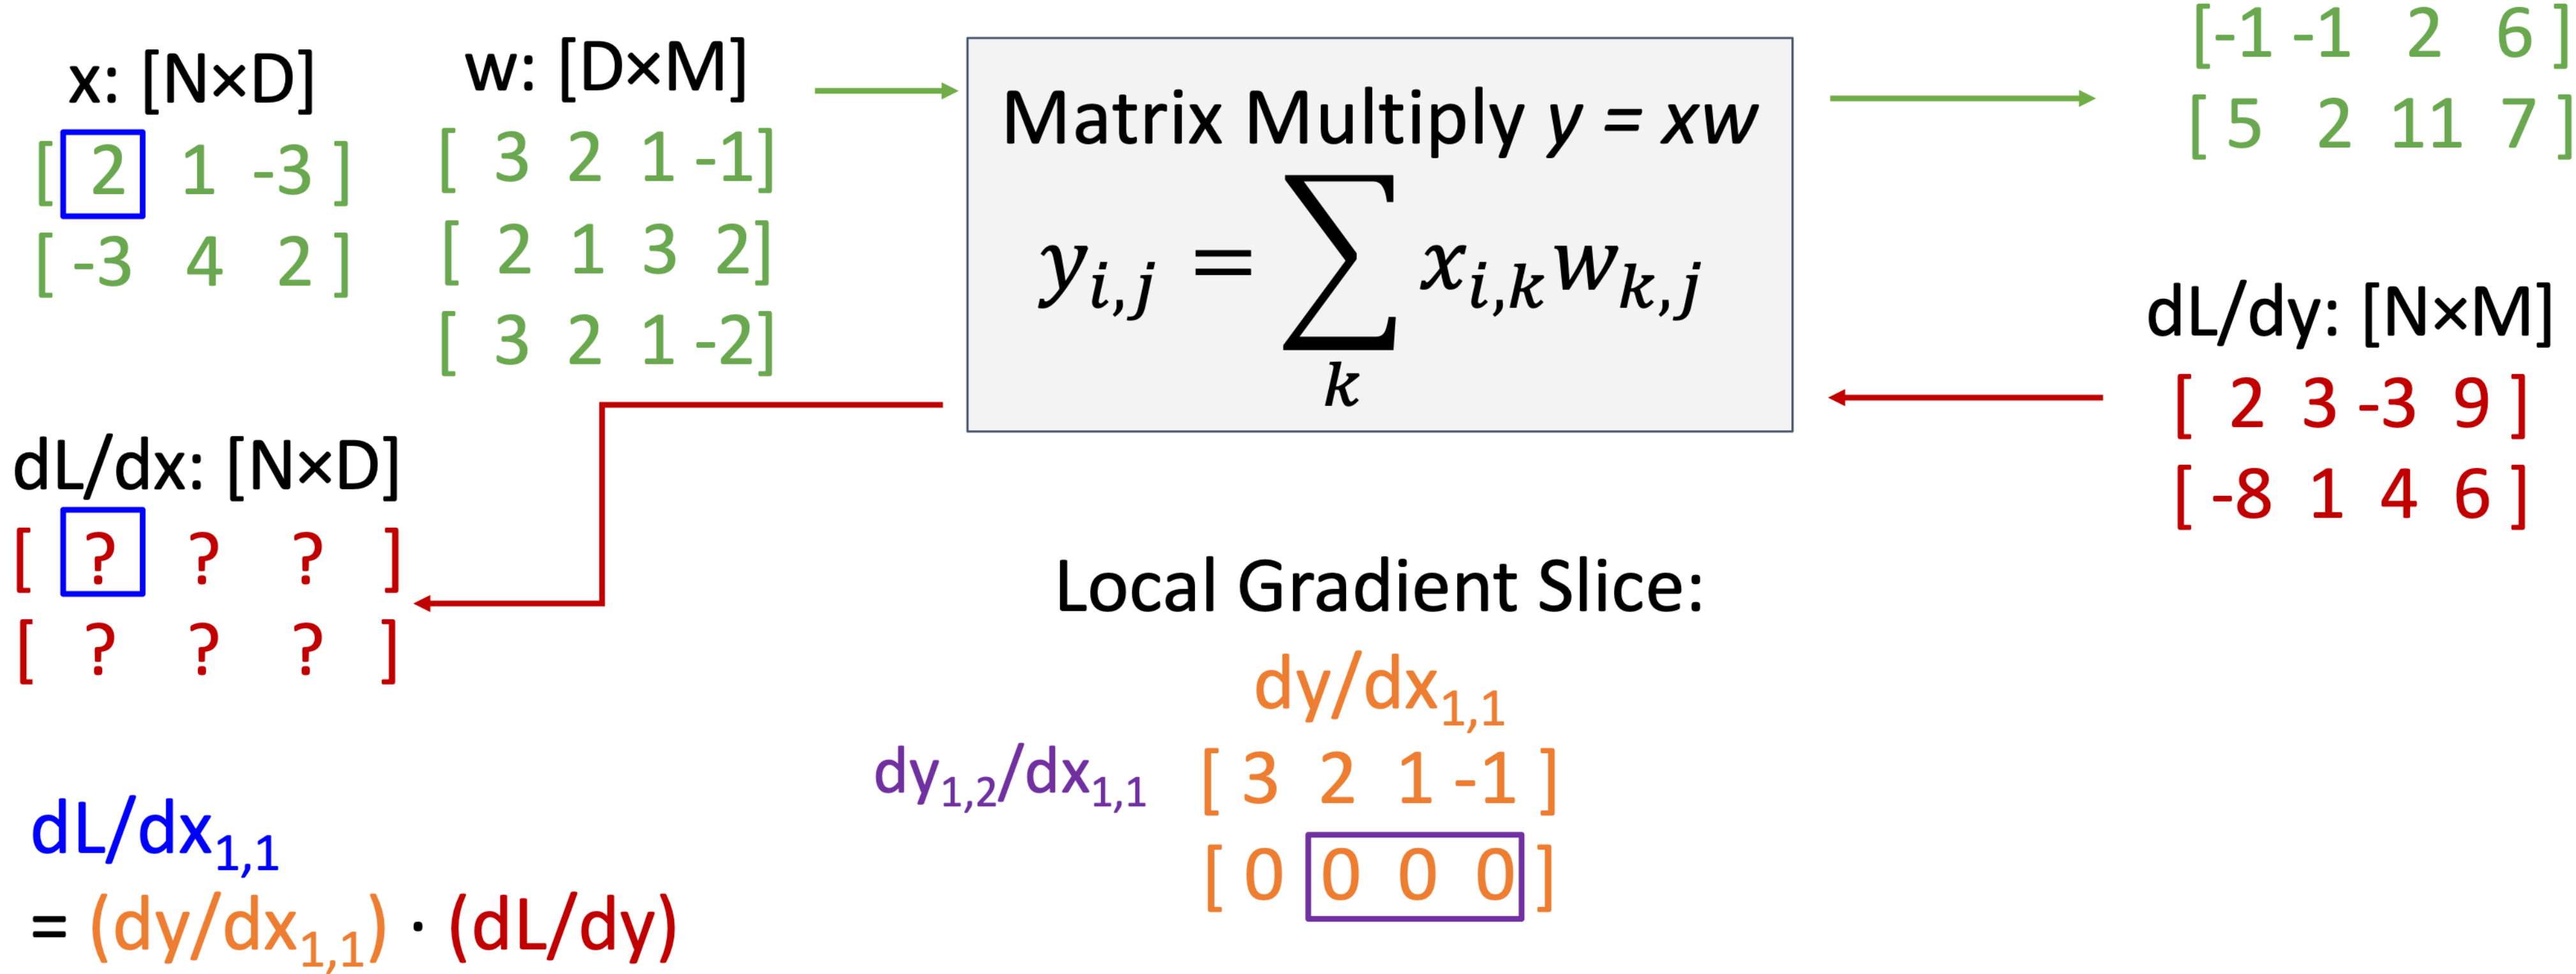 x: [N×D]
[ 2 1 -3 ]
[ -3 4 2 ]
w: [D×M]
[ 3 2 1 -1]
[ 2 1 3 2]
[ 3 2 1 -2]
Matrix Multiply y = xw
y_{i,j} = ∑_k x_{i,k}w_{k,j}
[-1 -1 2 6 ]
[ 5 2 11 7 ]
dL/dy: [N×M]
[ 2 3 -3 9 ]
[ -8 1 4 6 ]
dL/dx: [N×D]
[ ? ? ? ]
[ ? ? ? ]
Local Gradient Slice:
dy/dx_{1,1}
dy_{1,2}/dx_{1,1} [ 3 2 1 -1 ]
[ 0 0 0 0 ]
dL/dx_{1,1}
= (dy/dx_{1,1}) · (dL/dy)